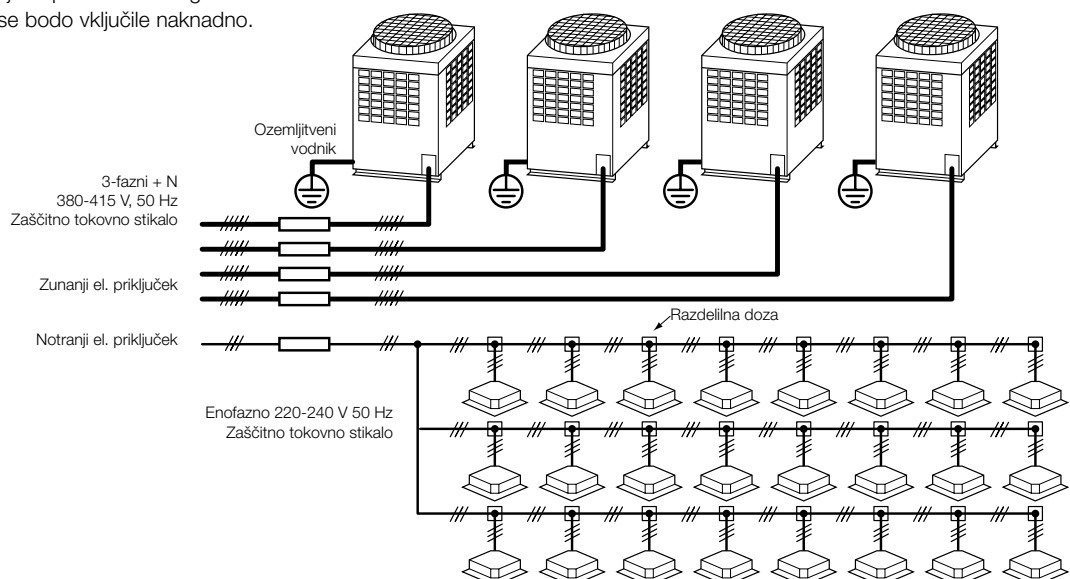 se bodo vključile naknadno.
Ozemljitveni
vodnik
3-fazni + N
380-415 V, 50 Hz
Zaščitno tokovno stikalo
Zunanji el. priključek
Notranji el. priključek
Razdelilna doza
Enofazno 220-240 V 50 Hz
Zaščitno tokovno stikalo